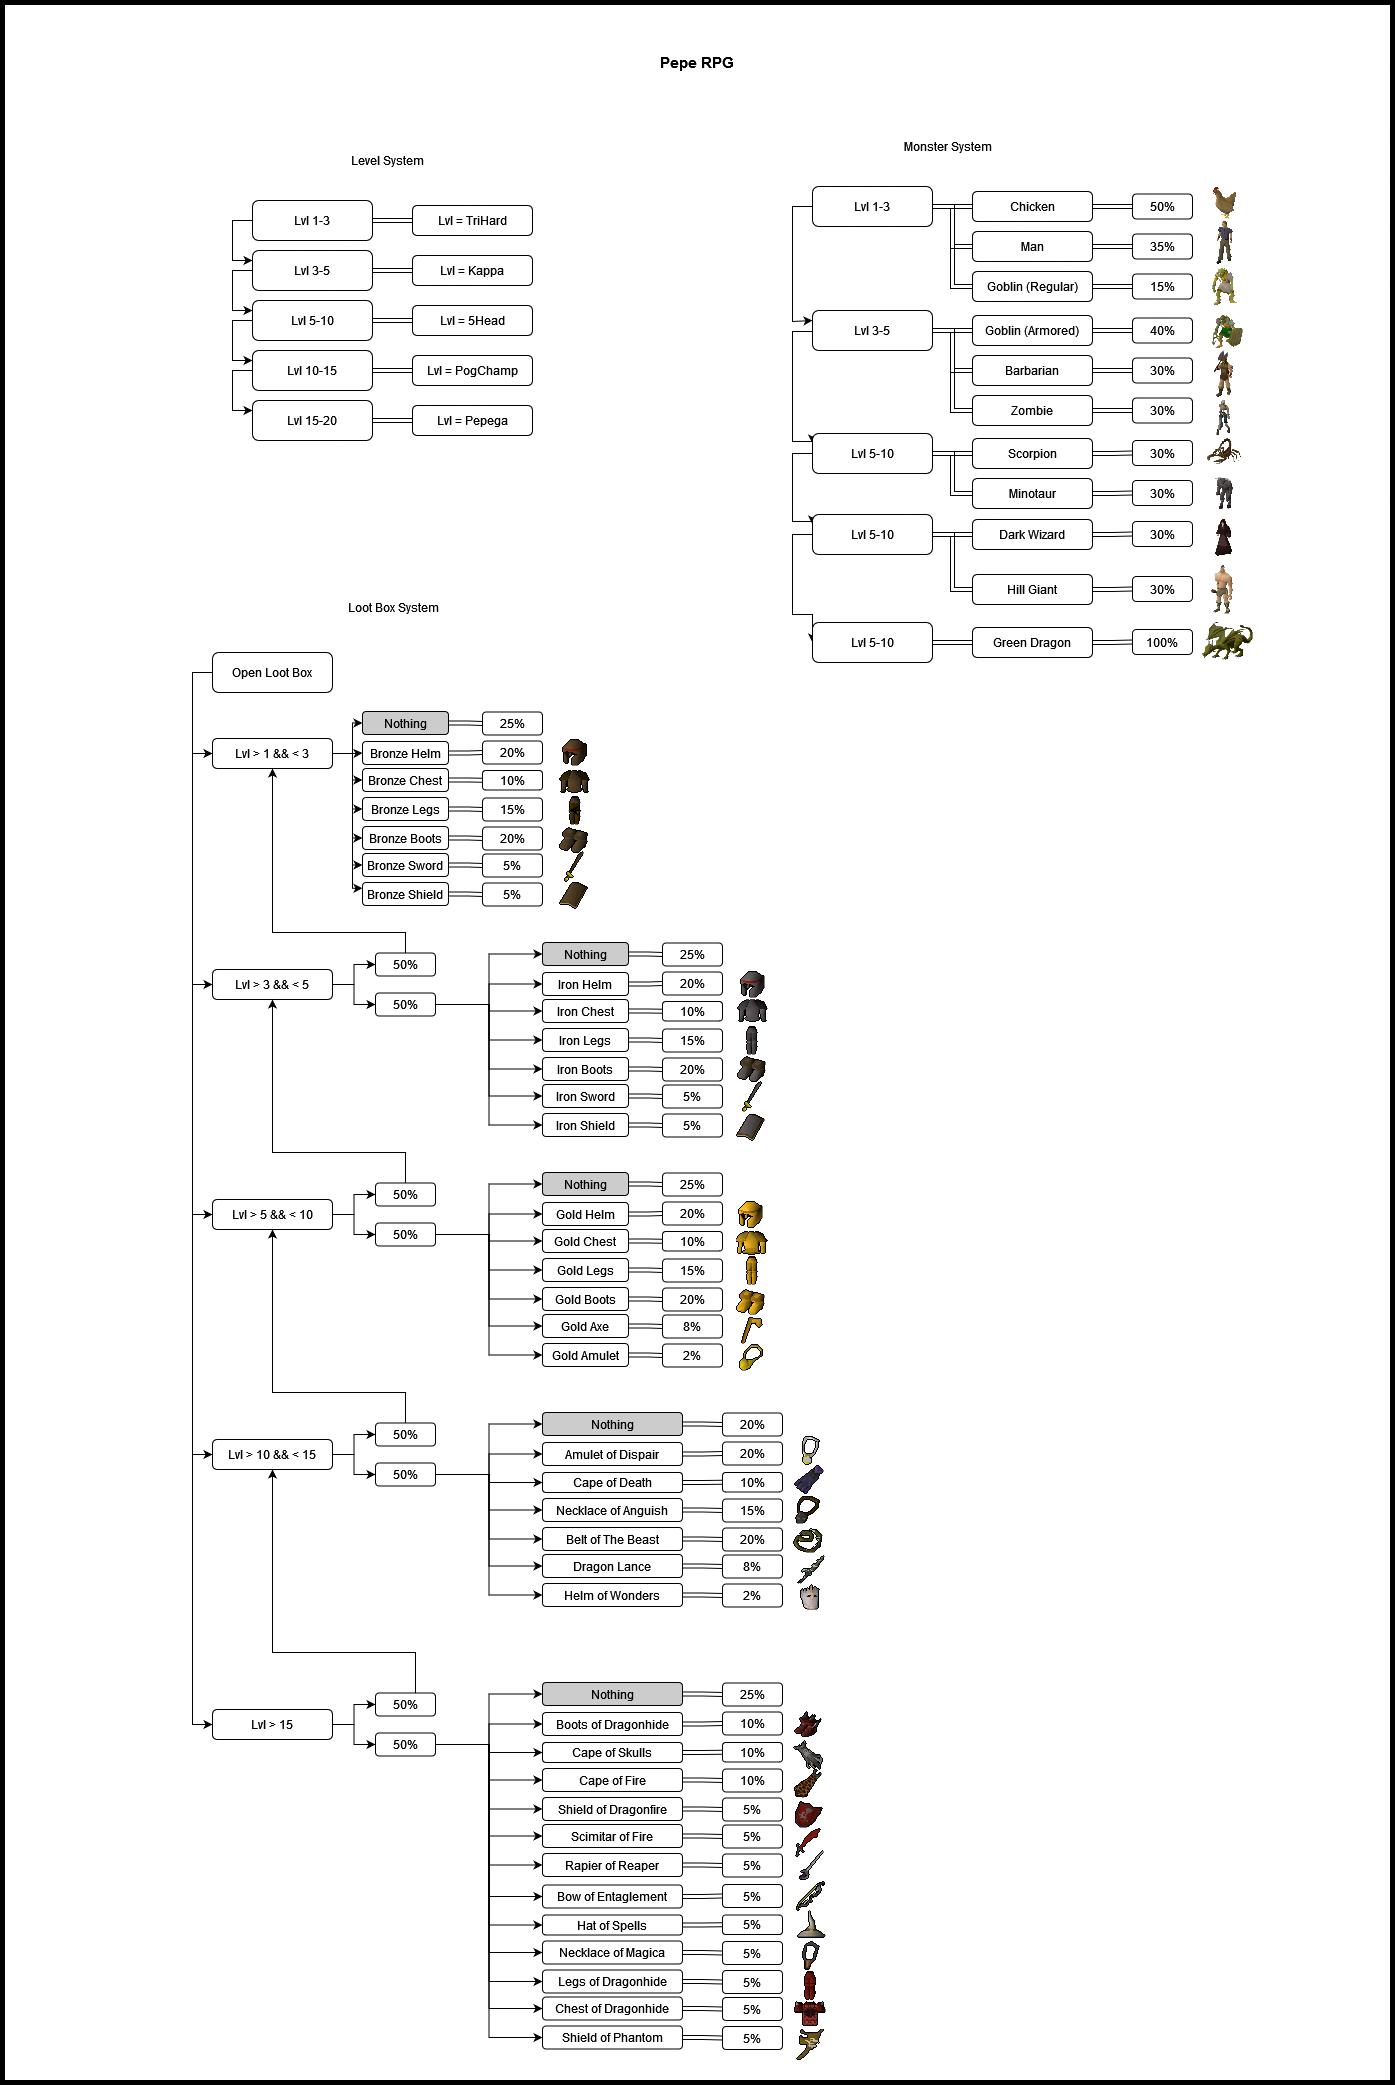 Pepe RPG
Level System
Lvl 1-3
Lvl = TriHard
Lvl 3-5
Lvl = Kappa
Lvl 5-10
Lvl = 5Head
Lvl 10-15
Lvl = PogChamp
Lvl 15-20
Lvl = Pepega
Monster System
Lvl 1-3
Chicken
50%
Man
35%
Goblin (Regular)
15%
Lvl 3-5
Goblin (Armored)
40%
Barbarian
30%
Zombie
30%
Lvl 5-10
Scorpion
30%
Minotaur
30%
Lvl 5-10
Dark Wizard
30%
Hill Giant
30%
Lvl 5-10
Green Dragon
100%
Loot Box System
Open Loot Box
Lvl > 1 && < 3
Nothing
25%
Bronze Helm
20%
Bronze Chest
10%
Bronze Legs
15%
Bronze Boots
20%
Bronze Sword
5%
Bronze Shield
5%
Lvl > 3 && < 5
50%
50%
Nothing
25%
Iron Helm
20%
Iron Chest
10%
Iron Legs
15%
Iron Boots
20%
Iron Sword
5%
Iron Shield
5%
Lvl > 5 && < 10
50%
50%
Nothing
25%
Gold Helm
20%
Gold Chest
10%
Gold Legs
15%
Gold Boots
20%
Gold Axe
8%
Gold Amulet
2%
Lvl > 10 && < 15
50%
50%
Nothing
20%
Amulet of Dispair
20%
Cape of Death
10%
Necklace of Anguish
15%
Belt of The Beast
20%
Dragon Lance
8%
Helm of Wonders
2%
Lvl > 15
50%
50%
Nothing
25%
Boots of Dragonhide
10%
Cape of Skulls
10%
Cape of Fire
10%
Shield of Dragonfire
5%
Scimitar of Fire
5%
Rapier of Reaper
5%
Bow of Entaglement
5%
Hat of Spells
5%
Necklace of Magica
5%
Legs of Dragonhide
5%
Chest of Dragonhide
5%
Shield of Phantom
5%